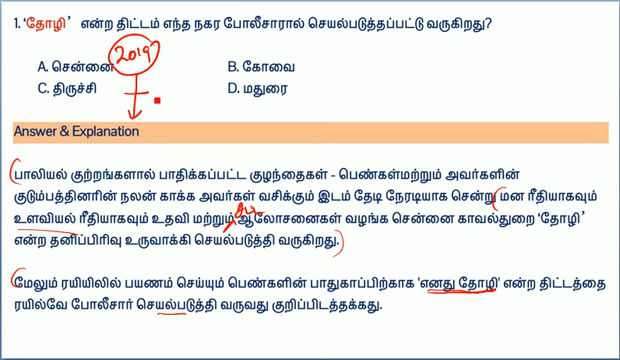 1. ‘தோழி’ என்ற திட்டம் எந்த நகர போலீசாரால் செயல்படுத்தப்பட்டு வருகிறது?
2019
A. சென்னை B. கோவை
C. திருச்சி D. மதுரை
Answer & Explanation
பாலியல் குற்றங்களால் பாதிக்கப்பட்ட குழந்தைகள் - பெண்கள்மற்றும் அவர்களின்
குடும்பத்தினரின் நலன் காக்க அவர்கள் வசிக்கும் இடம் தேடி நேரடியாக சென்று மன ரீதியாகவும்
உளவியல் ரீதியாகவும் உதவி மற்றும் ஆலோசனைகள் வழங்க சென்னை காவல்துறை ‘தோழி’
என்ற தனிப்பிரிவு உருவாக்கி செயல்படுத்தி வருகிறது.
மேலும் ரயியிலில் பயணம் செய்யும் பெண்களின் பாதுகாப்பிற்காக 'எனது தோழி' என்ற திட்டத்தை
ரயில்வே போலீசார் செயல்படுத்தி வருவது குறிப்பிடத்தக்கது.